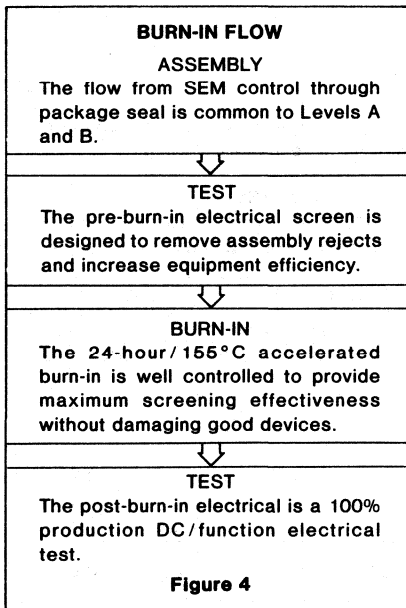 BURN-IN FLOW
ASSEMBLY
The flow from SEM control through
package seal is common to Levels A
and B.
TEST
The pre-burn-in electrical screen is
designed to remove assembly rejects
and increase equipment efficiency.
BURN-IN
The 24-hour/155°C accelerated
burn-in is well controlled to provide
maximum screening effectiveness
without damaging good devices.
TEST
The post-burn-in electrical is a 100%
production DC/function electrical
test.
Figure 4